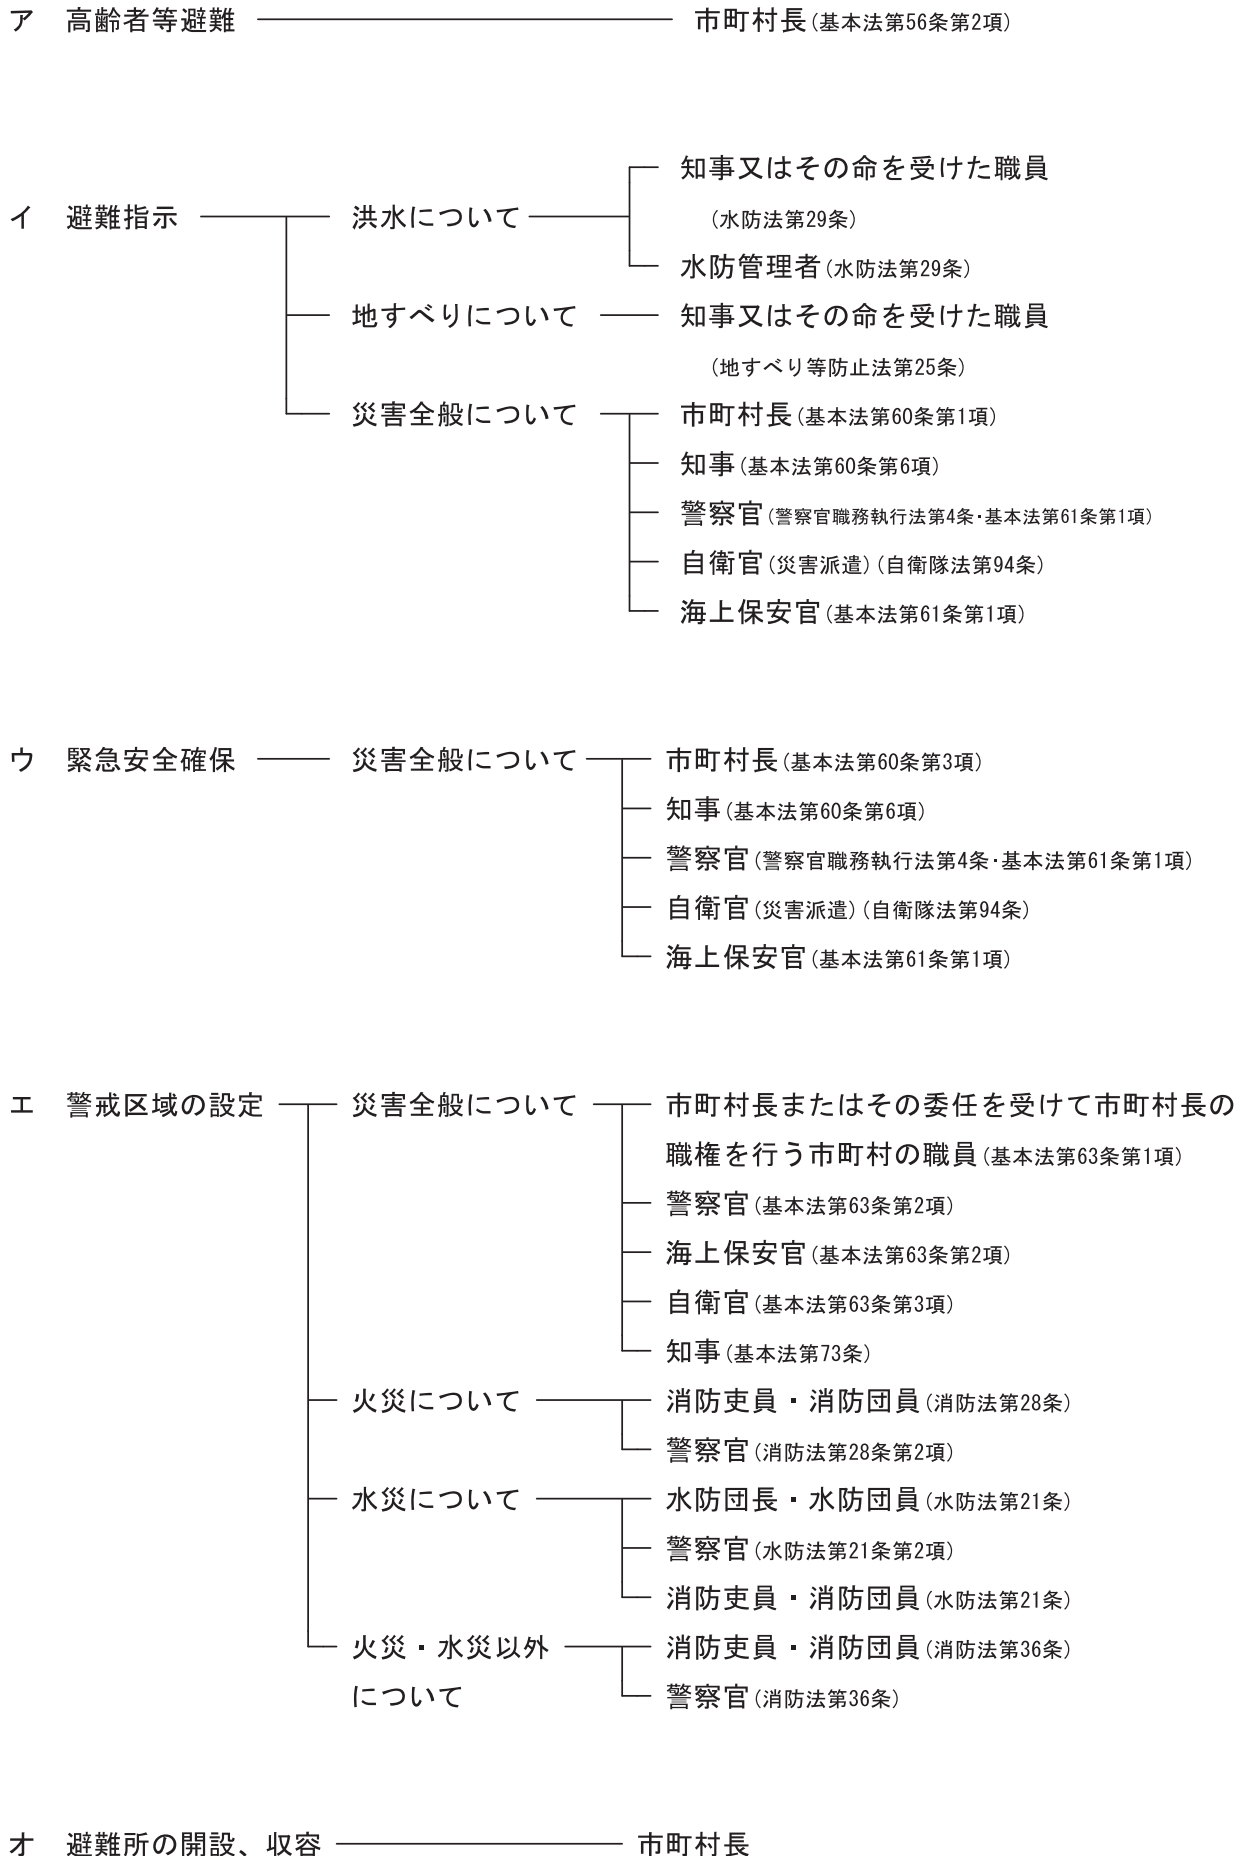 ア 高齢者等避難 市町村長(基本法第56条第2項)
知事又はその命を受けた職員
イ 避難指示 洪水について (水防法第29条)
水防管理者(水防法第29条)
地すべりについて 知事又はその命を受けた職員
(地すべり等防止法第25条)
災害全般について 市町村長(基本法第60条第1項)
知事(基本法第60条第6項)
警察官(警察官職務執行法第4条・基本法第61条第1項)
自衛官(災害派遣)(自衛隊法第94条)
海上保安官(基本法第61条第1項)
ウ 緊急安全確保 災害全般について 市町村長(基本法第60条第3項)
知事(基本法第60条第6項)
警察官(警察官職務執行法第4条・基本法第61条第1項)
自衛官(災害派遣)(自衛隊法第94条)
海上保安官(基本法第61条第1項)
エ 警戒区域の設定 災害全般について 市町村長またはその委任を受けて市町村長の
職権を行う市町村の職員(基本法第63条第1項)
警察官(基本法第63条第2項)
海上保安官(基本法第63条第2項)
自衛官(基本法第63条第3項)
知事(基本法第73条)
火災について 消防吏員・消防団員(消防法第28条)
警察官(消防法第28条第2項)
水災について 水防団長・水防団員(水防法第21条)
警察官(水防法第21条第2項)
消防吏員・消防団員(水防法第21条)
火災・水災以外 消防吏員・消防団員(消防法第36条)
について 警察官(消防法第36条)
オ 避難所の開設、収容 市町村長